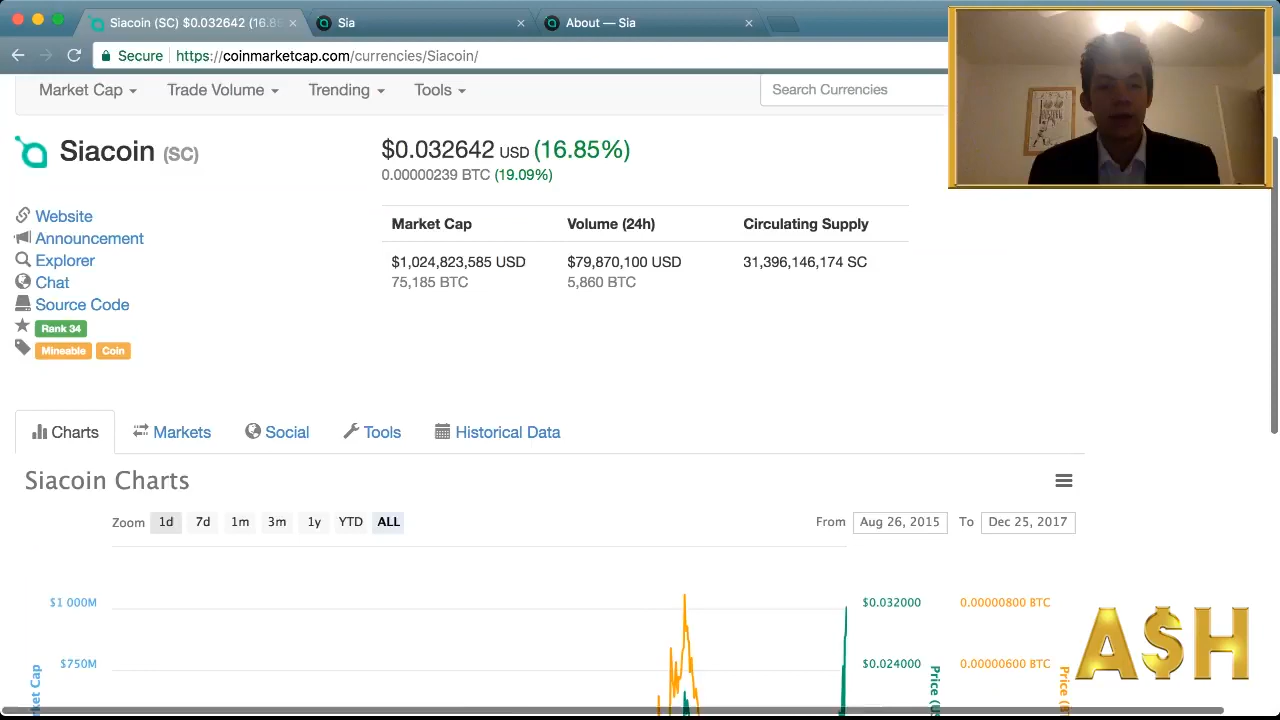 Siacoin (SC) $0.032642 (16.8
Sia
About — Sia
Secure
https://coinmarketcap.com/currencies/Siacoin/
Market Cap
Trade Volume
Trending
Tools
Search Currencies
Siacoin (SC)
$0.032642 USD (16.85%)
0.00000239 BTC (19.09%)
Website
Announcement
Explorer
Chat
Source Code
Rank 34
Mineable
Coin
Market Cap
Volume (24h)
Circulating Supply
$1,024,823,585 USD
$79,870,100 USD
31,396,146,174 SC
75,185 BTC
5,860 BTC
Charts
Markets
Social
Tools
Historical Data
Siacoin Charts
Zoom 1d 7d 1m 3m 1y YTD ALL
From Aug 26, 2015 To Dec 25, 2017
$1 000M
$0.032000
0.00000800 BTC
$750M
$0.024000
0.00000600 BTC
A$H